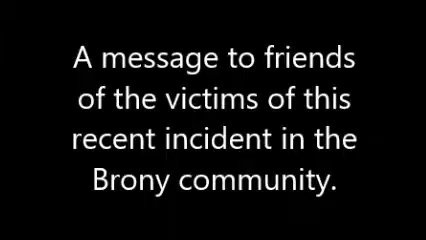 A message to friends
of the victims of this
recent incident in the
Brony community.